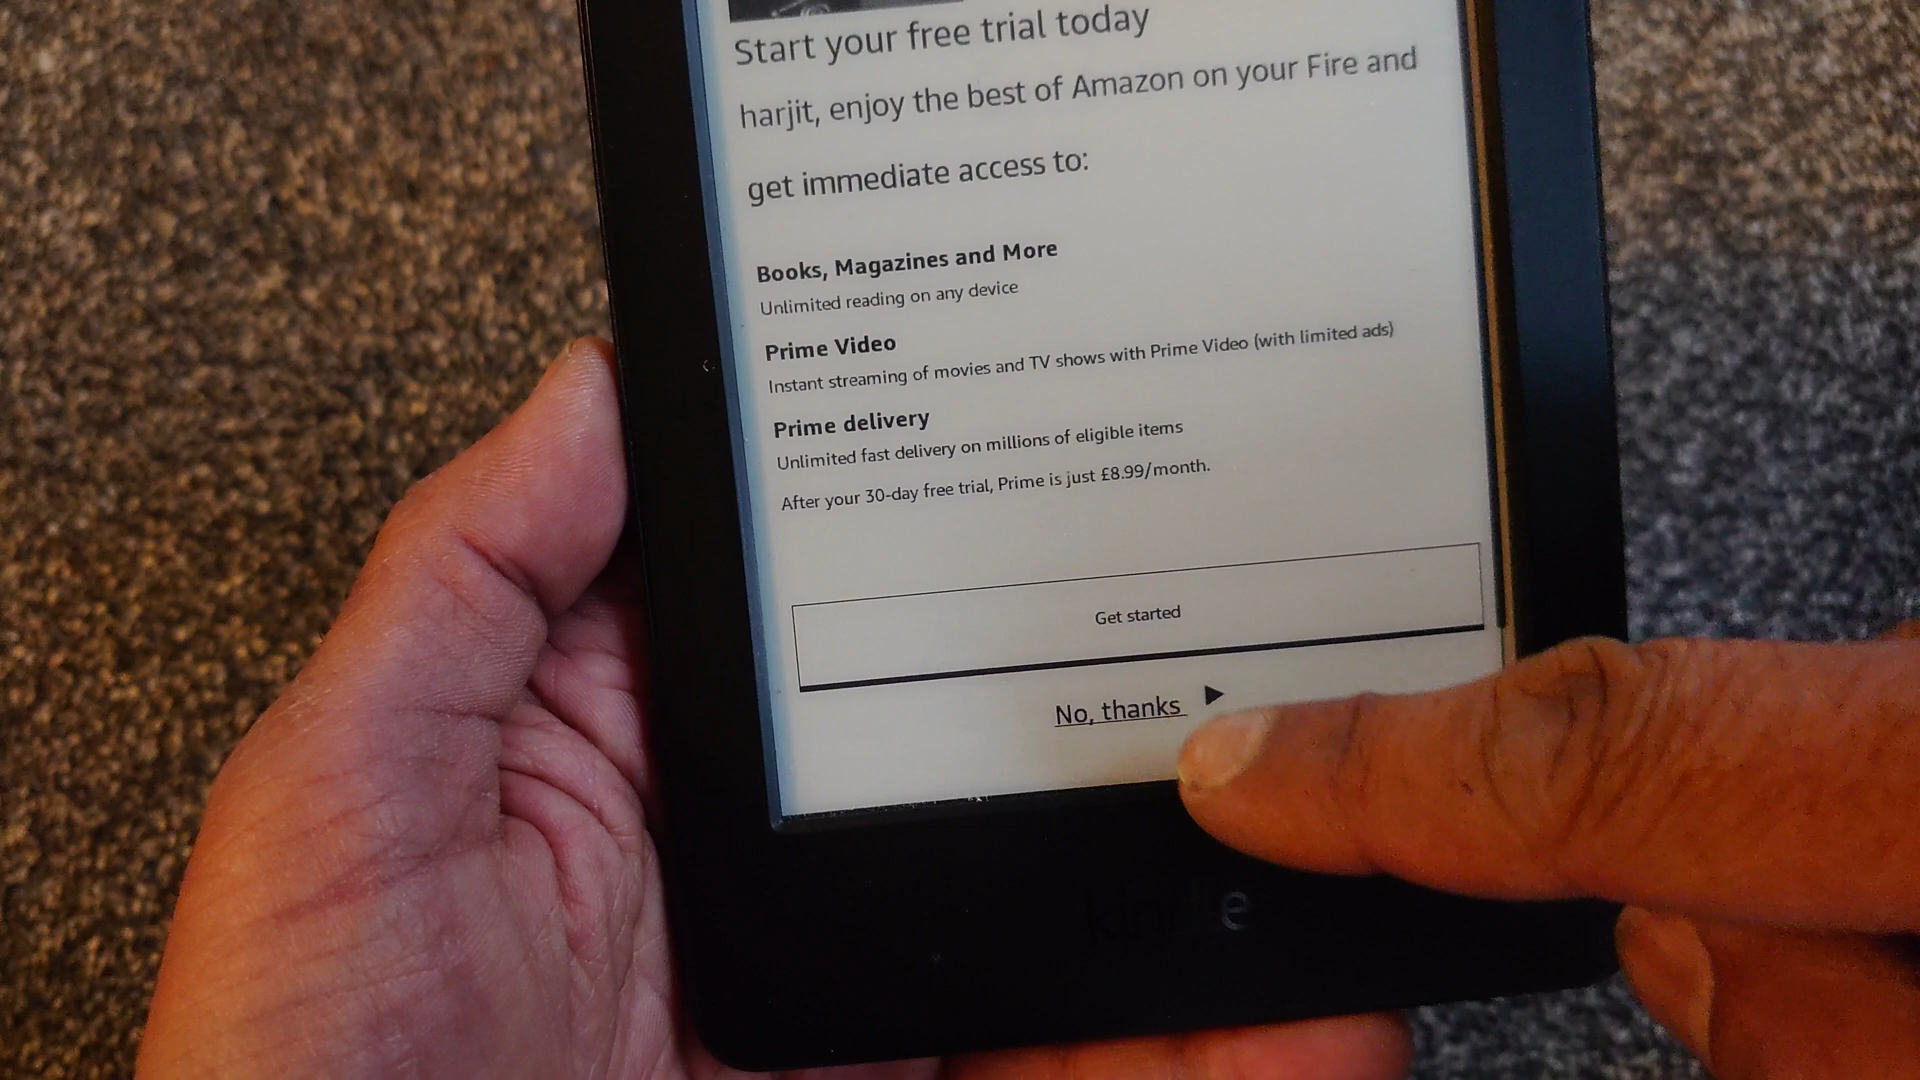 Start your free trial today
harjit, enjoy the best of Amazon on your Fire and
get immediate access to:
Books, Magazines and More
Unlimited reading on any device
Prime Video
Instant streaming of movies and TV shows with Prime Video (with limited ads)
Prime delivery
Unlimited fast delivery on millions of eligible items
After your 30-day free trial, Prime is just £8.99/month.
Get started
No, thanks ▶
kindle